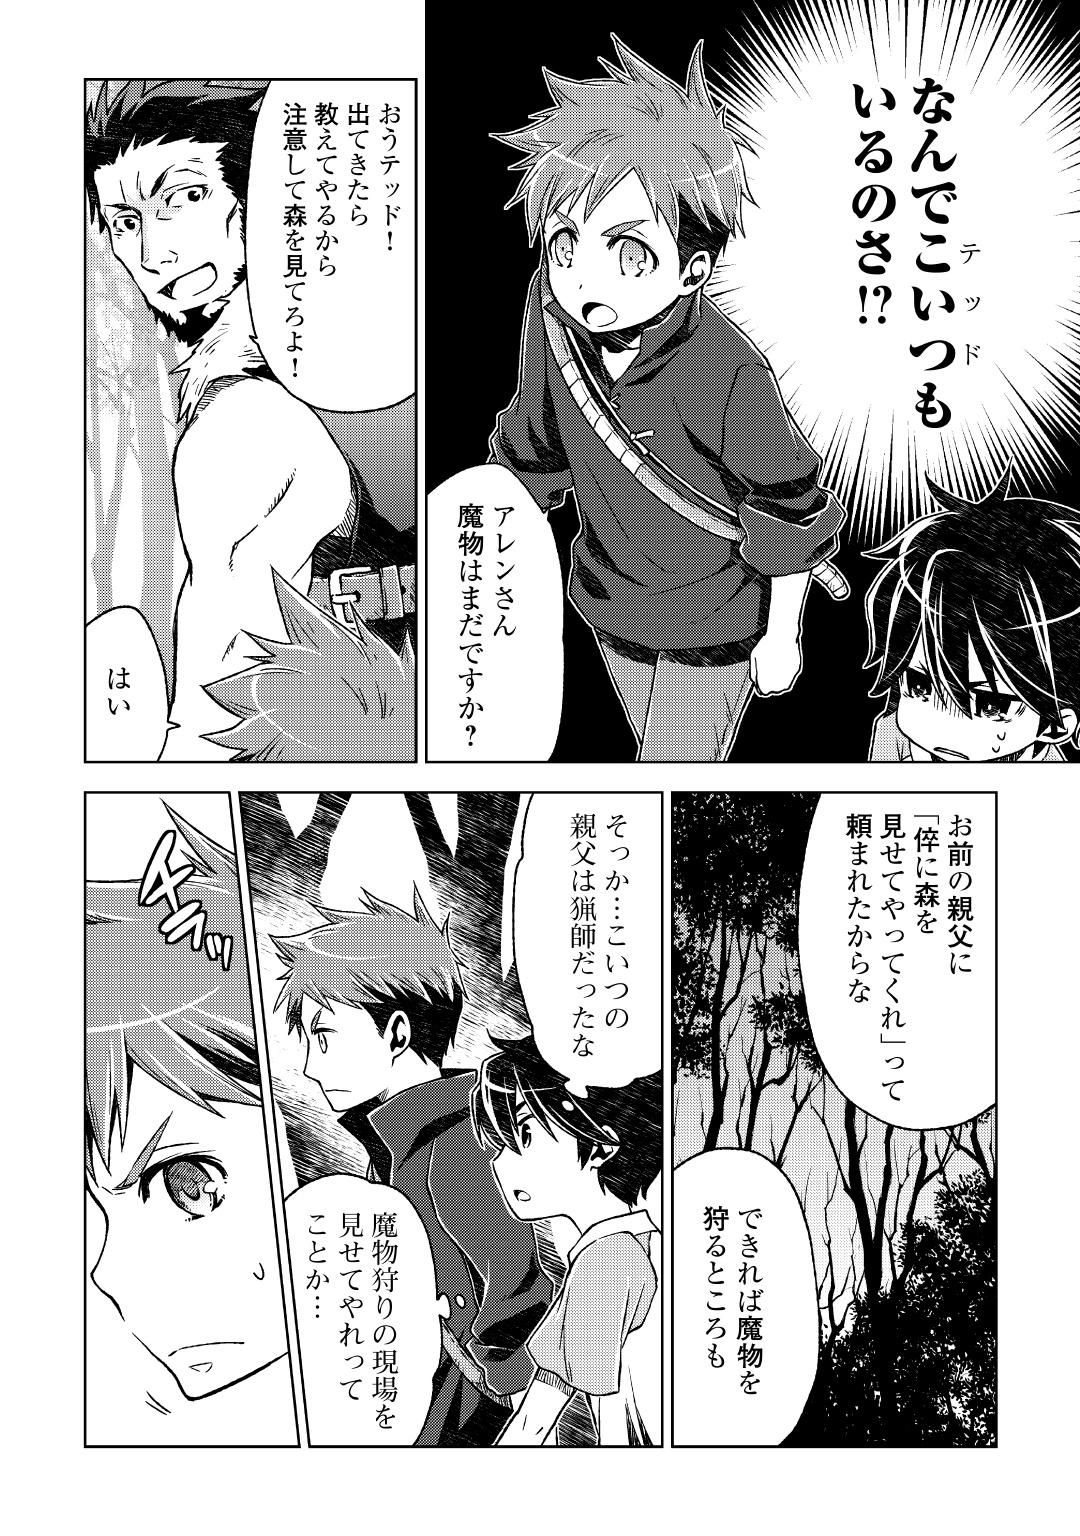 なんでこいつも
テッド
いるのさ!?
アレンさん
魔物はまだですか?
おうテッド!
出てきたら
教えてやるから
注意して森を見てろよ!
はい
お前の親父に
「倅に森を
見せてやってくれ」って
頼まれたからな
できれば魔物を
狩るところも
そっか…こいつの
親父は猟師だったな
魔物狩りの現場を
見せてやれって
ことか…
チラッ